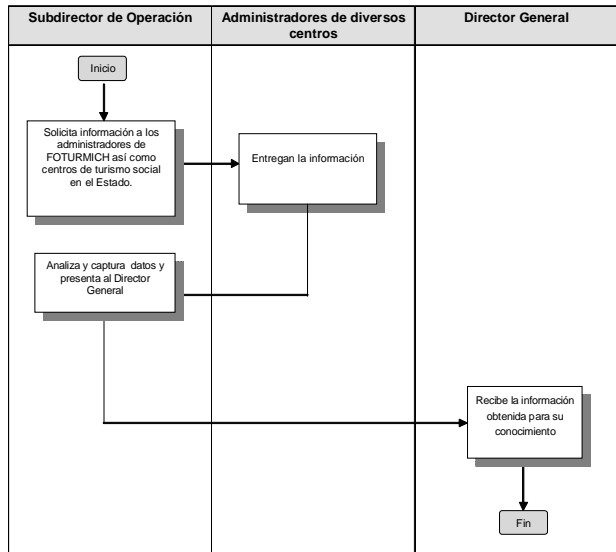 Subdirector de Operación
Administradores de diversos
centros
Director General
Inicio
Solicita información a los
administradores de
FOTURMICH así como
centros de turismo social
en el Estado.
Entregan la información
Analiza y captura datos y
presenta al Director
General
Recibe la información
obtenida para su
conocimiento
Fin